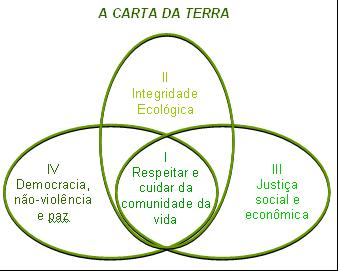 A CARTA DA TERRA
II
Integridade
Ecológica
IV
Democracia,
não-violência
e paz
I
Respeitar e
cuidar da
comunidade da
vida
III
Justiça
social e
econômica